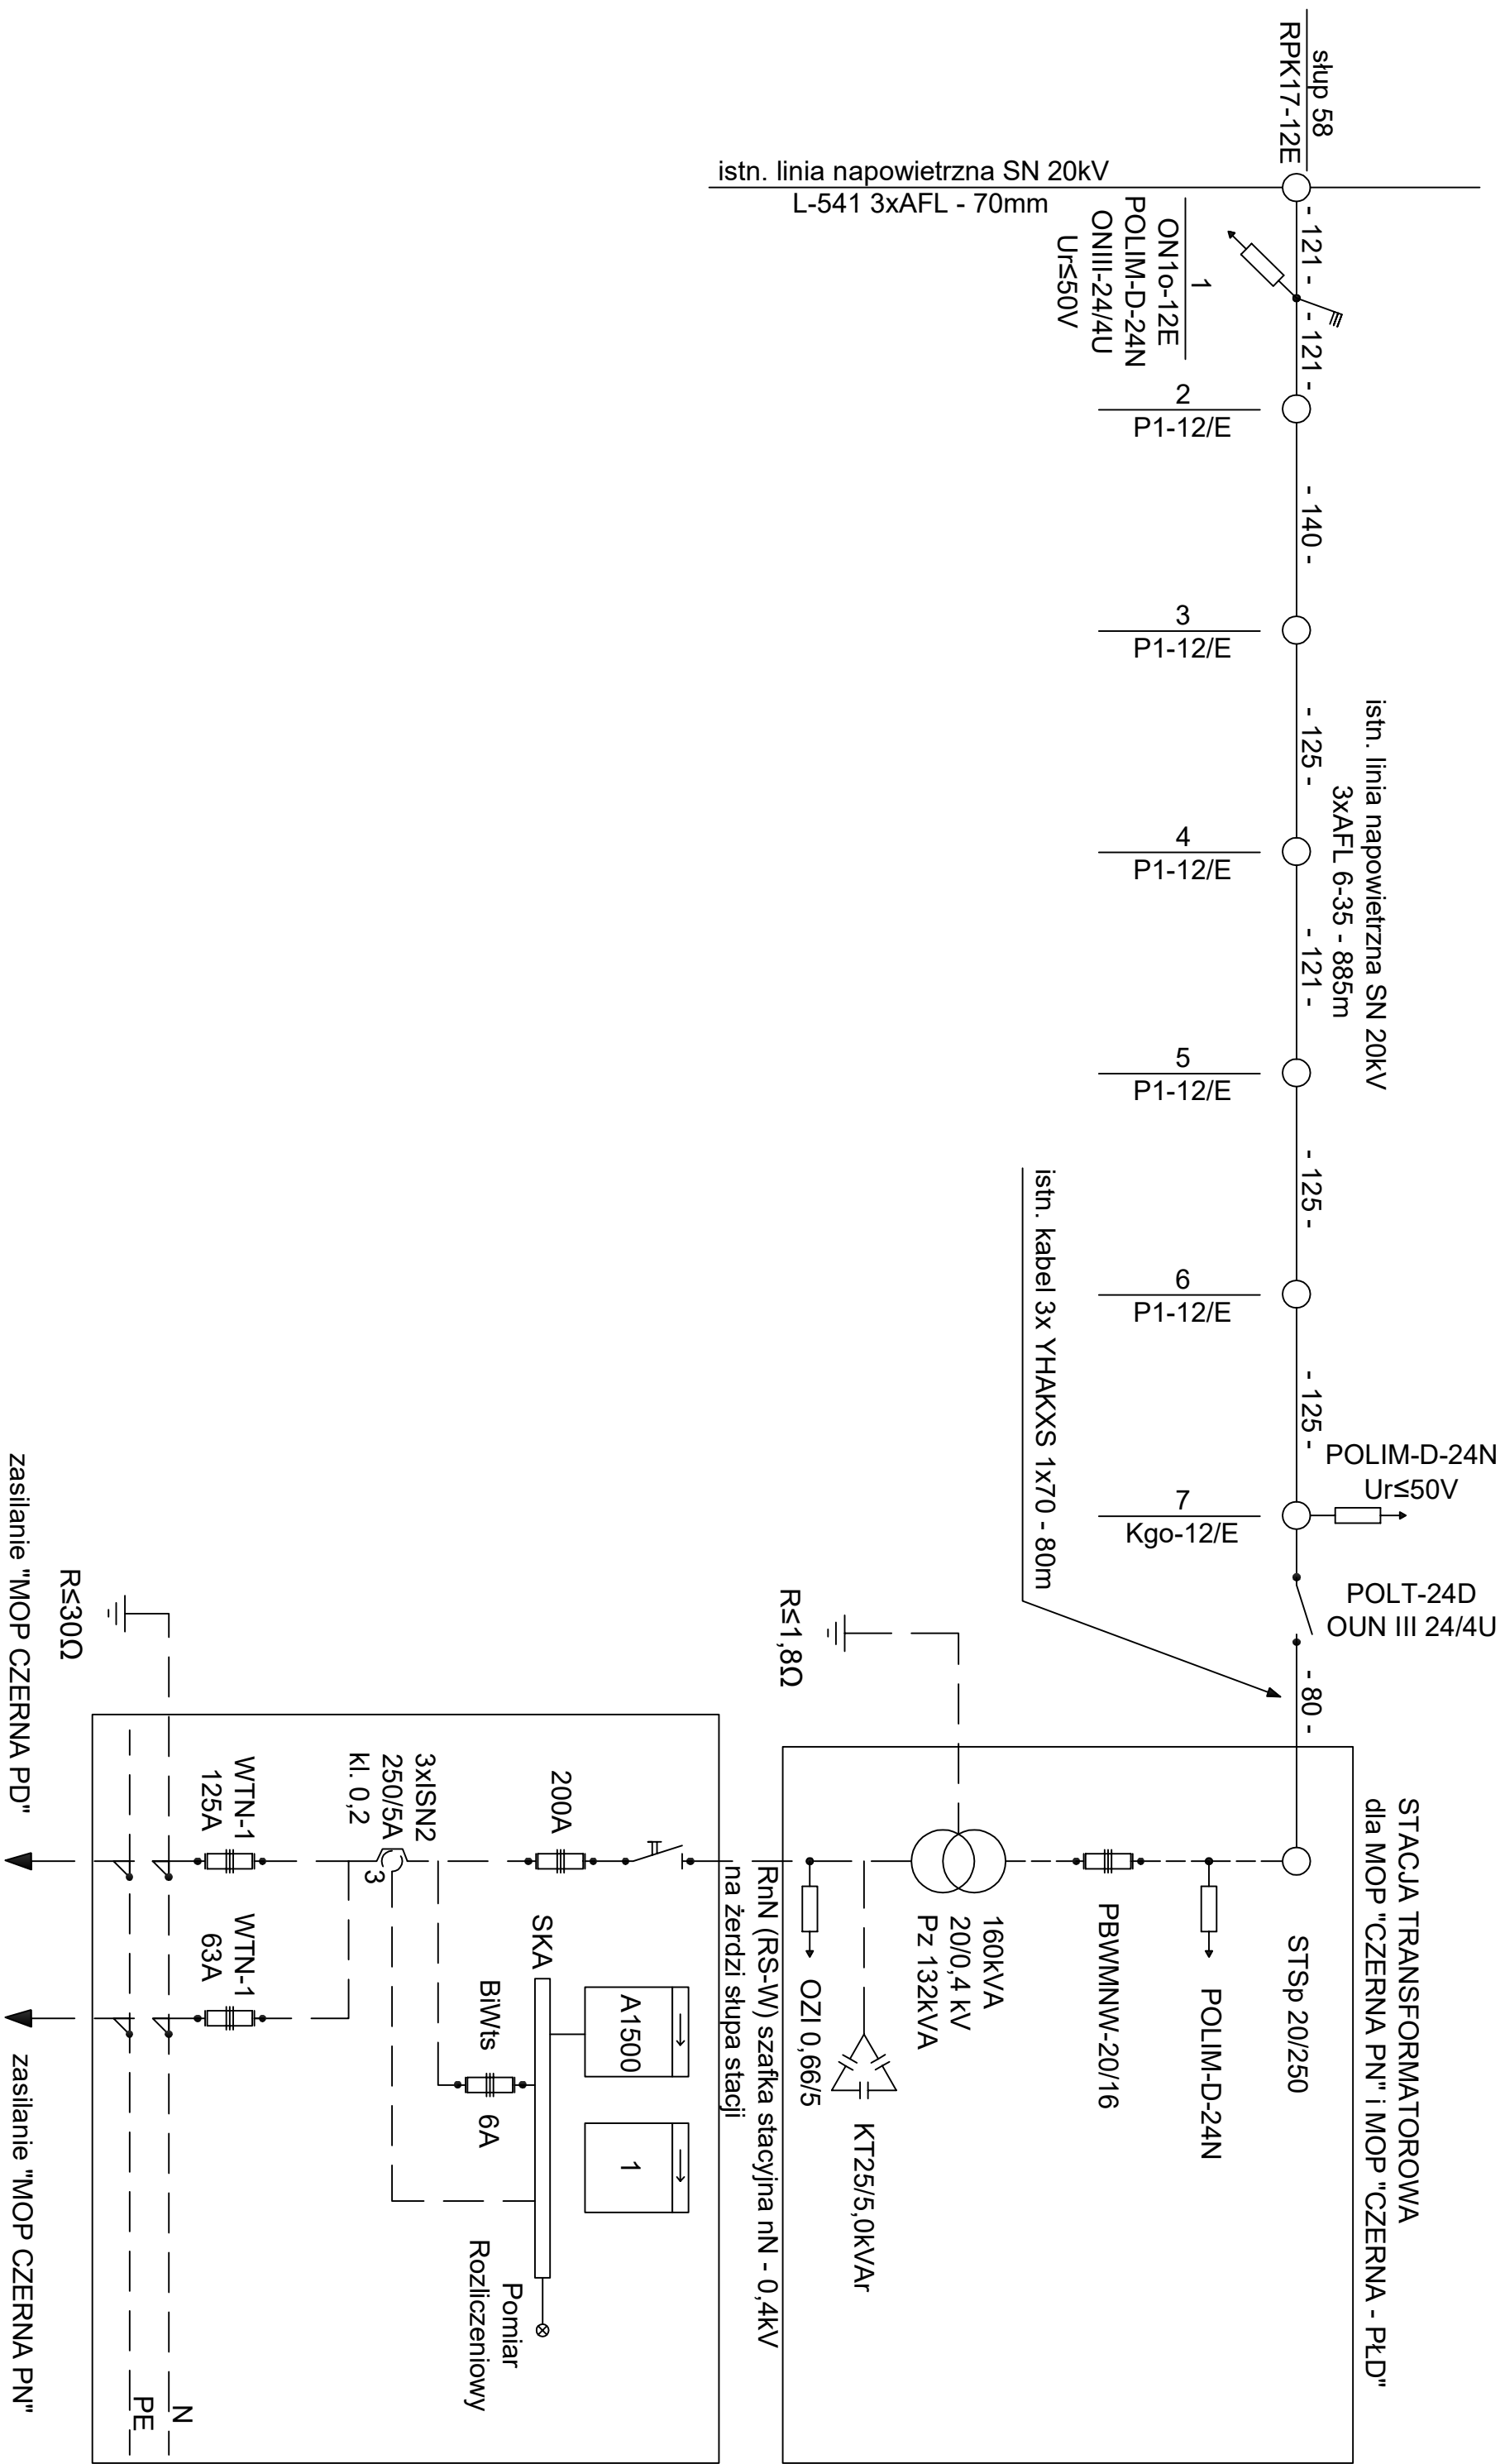 słup 58
RPK17-12E
istn. linia napowietrzna SN 20kV
L-541 3xAFL - 70mm
- 121 -
- 121 -
1
ON1o-12E
POLIM-D-24N
ONIII-24/4U
Ur≤50V
2
P1-12/E
- 140 -
3
P1-12/E
- 125 -
istn. linia napowietrzna SN 20kV
3xAFL 6-35 - 885m
4
P1-12/E
- 121 -
5
P1-12/E
- 125 -
6
P1-12/E
- 125 -
istn. kabel 3x YHAKXS 1x70 - 80m
POLIM-D-24N
Ur≤50V
7
Kgo-12/E
POLT-24D
OUN III 24/4U
- 80 -
STACJA TRANSFORMATOROWA
dla MOP "CZERNA PN" i MOP "CZERNA - PŁD"
STSp 20/250
POLIM-D-24N
PBWMNW-20/16
160kVA
20/0,4 kV
Pz 132kVA
R≤1,8Ω
KT25/5,0kVAr
OZI 0,66/5
RnN (RS-W) szafka stacyjna nN - 0,4kV
na żerdzi słupa stacji
200A
SKA
A1500
1
BiWts
6A
3xISN2
250/5A
kl. 0,2
3
Pomiar
Rozliczeniowy
WTN-1
125A
WTN-1
63A
N
PE
R≤30Ω
zasilanie "MOP CZERNA PD"
zasilanie "MOP CZERNA PN"